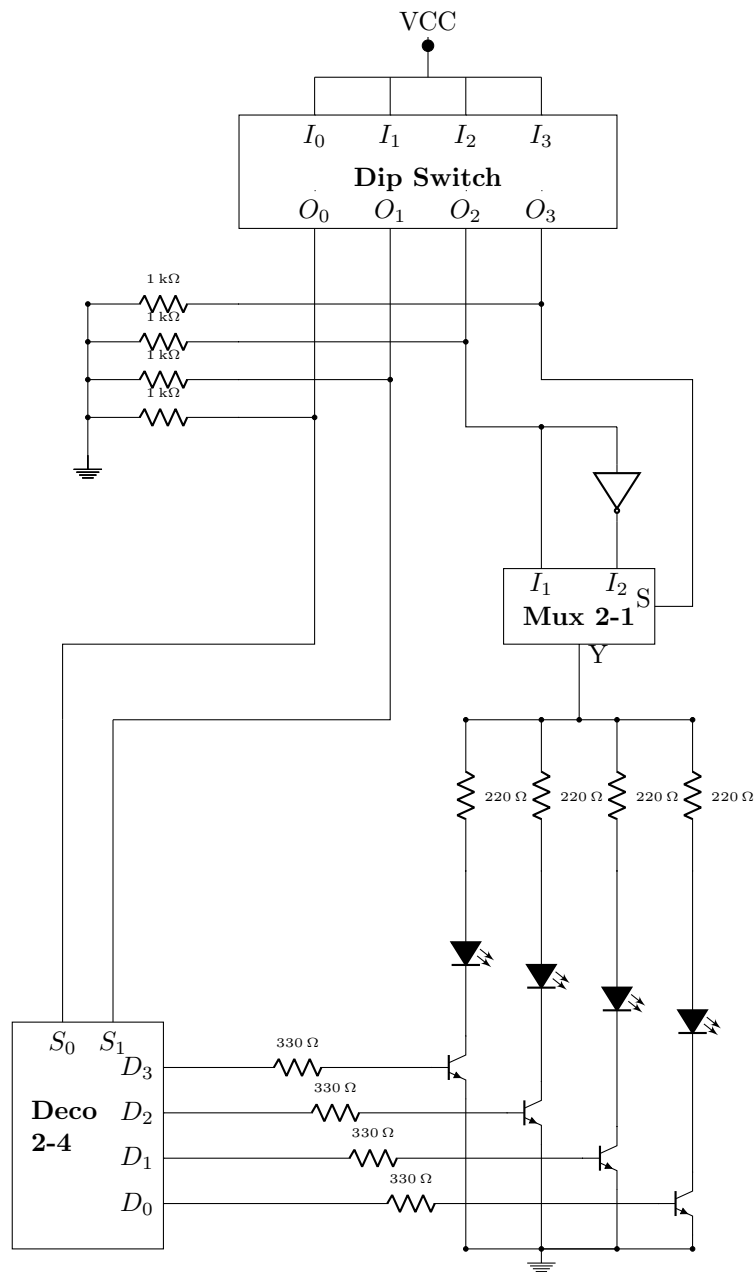 VCC
I₀ I₁ I₂ I₃
Dip Switch
O₀ O₁ O₂ O₃
1 kΩ
1 kΩ
1 kΩ
1 kΩ
I₁ I₂
S
Mux 2-1
Y
220 Ω 220 Ω 220 Ω 220 Ω
S₀ S₁
330 Ω
D₃
330 Ω
Deco
D₂
2-4
330 Ω
D₁
330 Ω
D₀